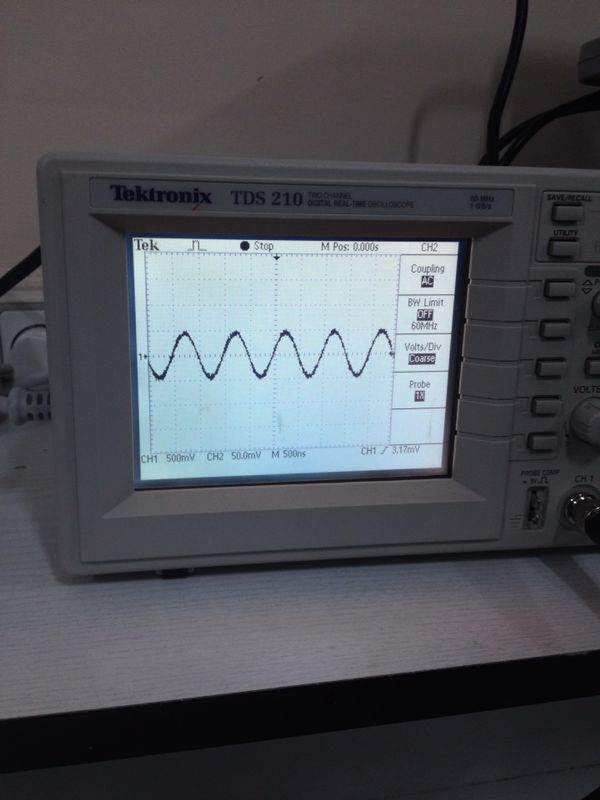 Tektronix TDS 210 TWO CHANNEL DIGITAL REAL-TIME OSCILLOSCOPE
60 MHz
1 GS/s
SAVE/RECALL
UTILITY
Tek Stop M Pos: 0.000s CH2
Coupling
AC
BW Limit
OFF
60MHz
Volts/Div
Coarse
Probe
1X
1
CH1 500mV CH2 50.0mV M 500ns CH1 3.17mV
VOLTS
PROBE COMP
~ 5V
CH 1